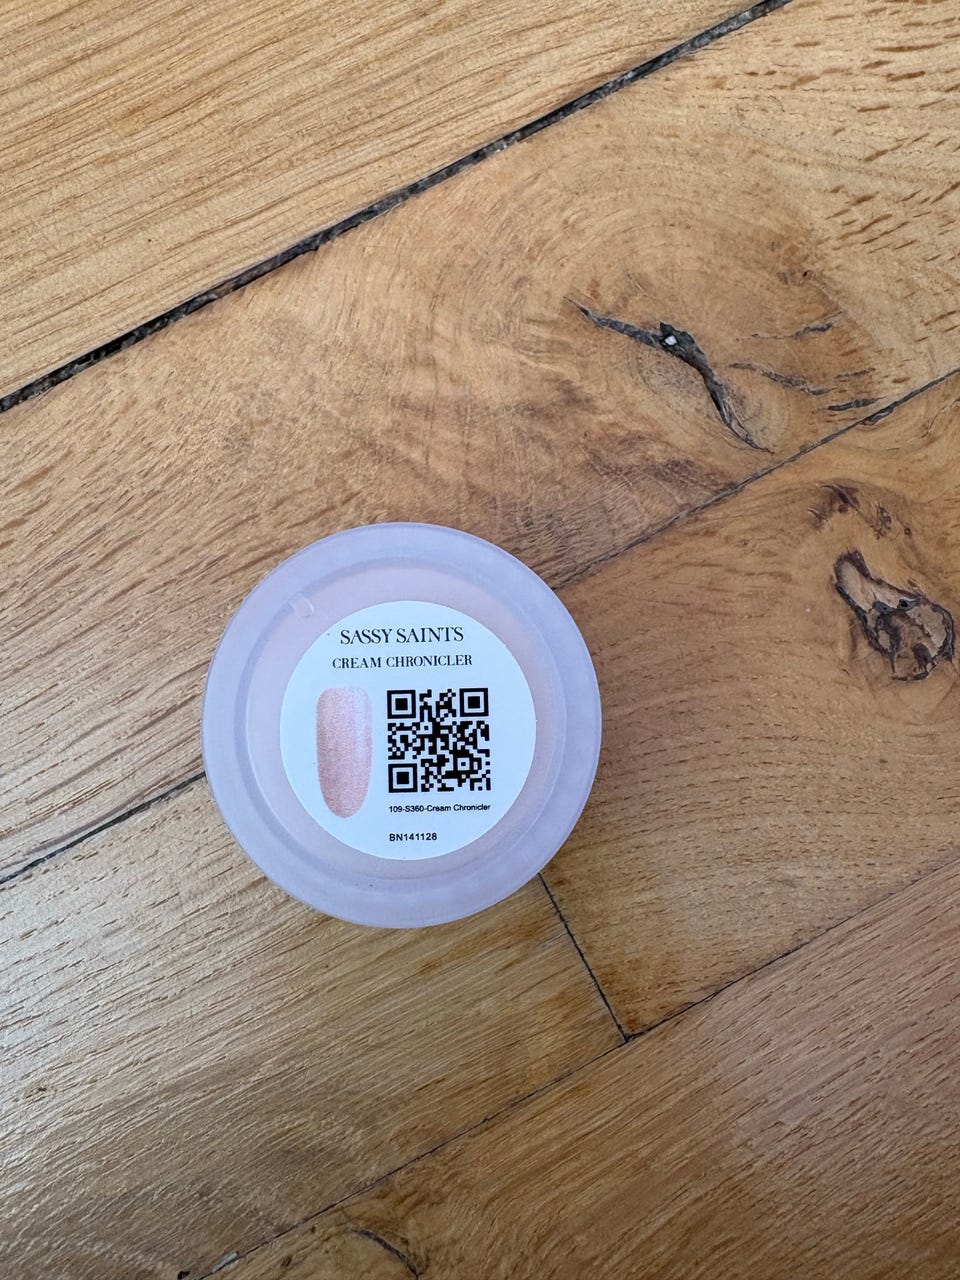 SASSY SAINTS
CREAM CHRONICLER
109-S360-Cream Chronicler
BN141128